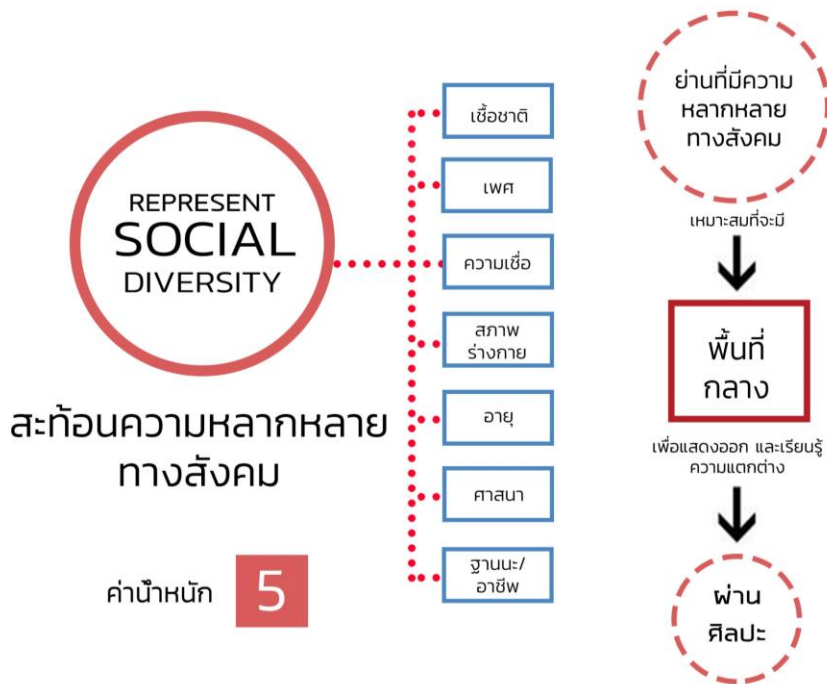 REPRESENT
SOCIAL
DIVERSITY
สะท้อนความหลากหลาย
ทางสังคม
ค่าน้ำหนัก
5
เชื้อชาติ
เพศ
ความเชื่อ
สภาพ
ร่างกาย
อายุ
ศาสนา
ฐานนะ/
อาชีพ
ย่านที่มีความ
หลากหลาย
ทางสังคม
เหมาะสมที่จะมี
พื้นที่
กลาง
เพื่อแสดงออก และเรียนรู้
ความแตกต่าง
ผ่าน
ศิลปะ